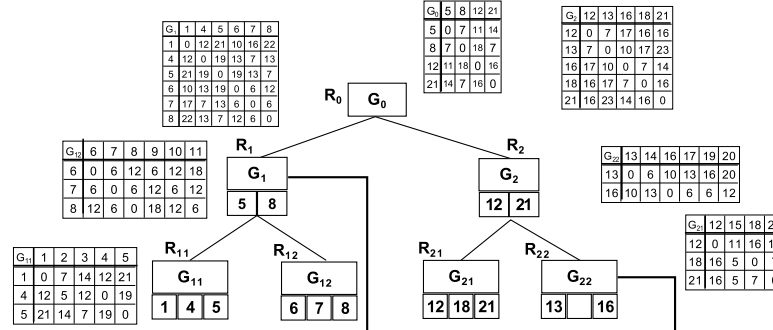 G₁ 1 4 5 6 7 8
1 0 12 21 10 16 22
4 12 0 19 13 7 13
5 21 19 0 19 13 7
6 10 13 19 0 6 12
7 17 7 13 6 0 6
8 22 13 7 12 6 0
G₀ 5 8 12 21
5 0 7 11 14
8 7 0 18 7
12 11 18 0 16
21 14 7 16 0
G₂ 12 13 16 18 21
12 0 7 17 16 16
13 7 0 10 17 23
16 17 10 0 7 14
18 16 17 7 0 16
21 16 23 14 16 0
R₀ G₀
G₁₂ 6 7 8 9 10 11
6 0 6 12 6 12 18
7 6 0 6 12 6 12
8 12 6 0 18 12 6
R₁
G₁
5 8
R₂
G₂
12 21
G₂₂ 13 14 16 17 19 20
13 0 6 10 13 16 20
16 10 13 0 6 6 12
G₁₁ 1 2 3 4 5
1 0 7 14 12 21
4 12 5 12 0 19
5 21 14 7 19 0
R₁₁
G₁₁
1 4 5
R₁₂
G₁₂
6 7 8
R₂₁
G₂₁
12 18 21
R₂₂
G₂₂
13 16
G₂₁ 12 15 18
12 0 11 16
18 16 5 0
21 16 5 7